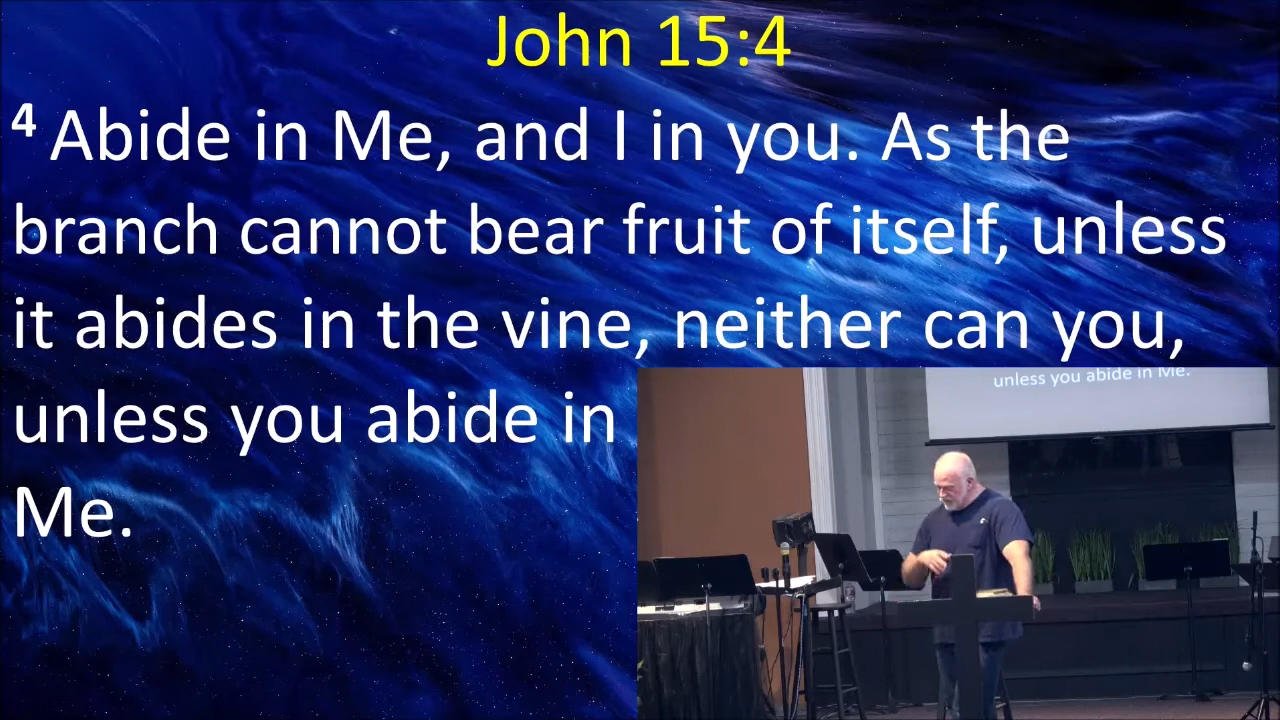 John 15:4
4 Abide in Me, and I in you. As the
branch cannot bear fruit of itself, unless
it abides in the vine, neither can you,
unless you abide in
Me.
unless you abide in Me.